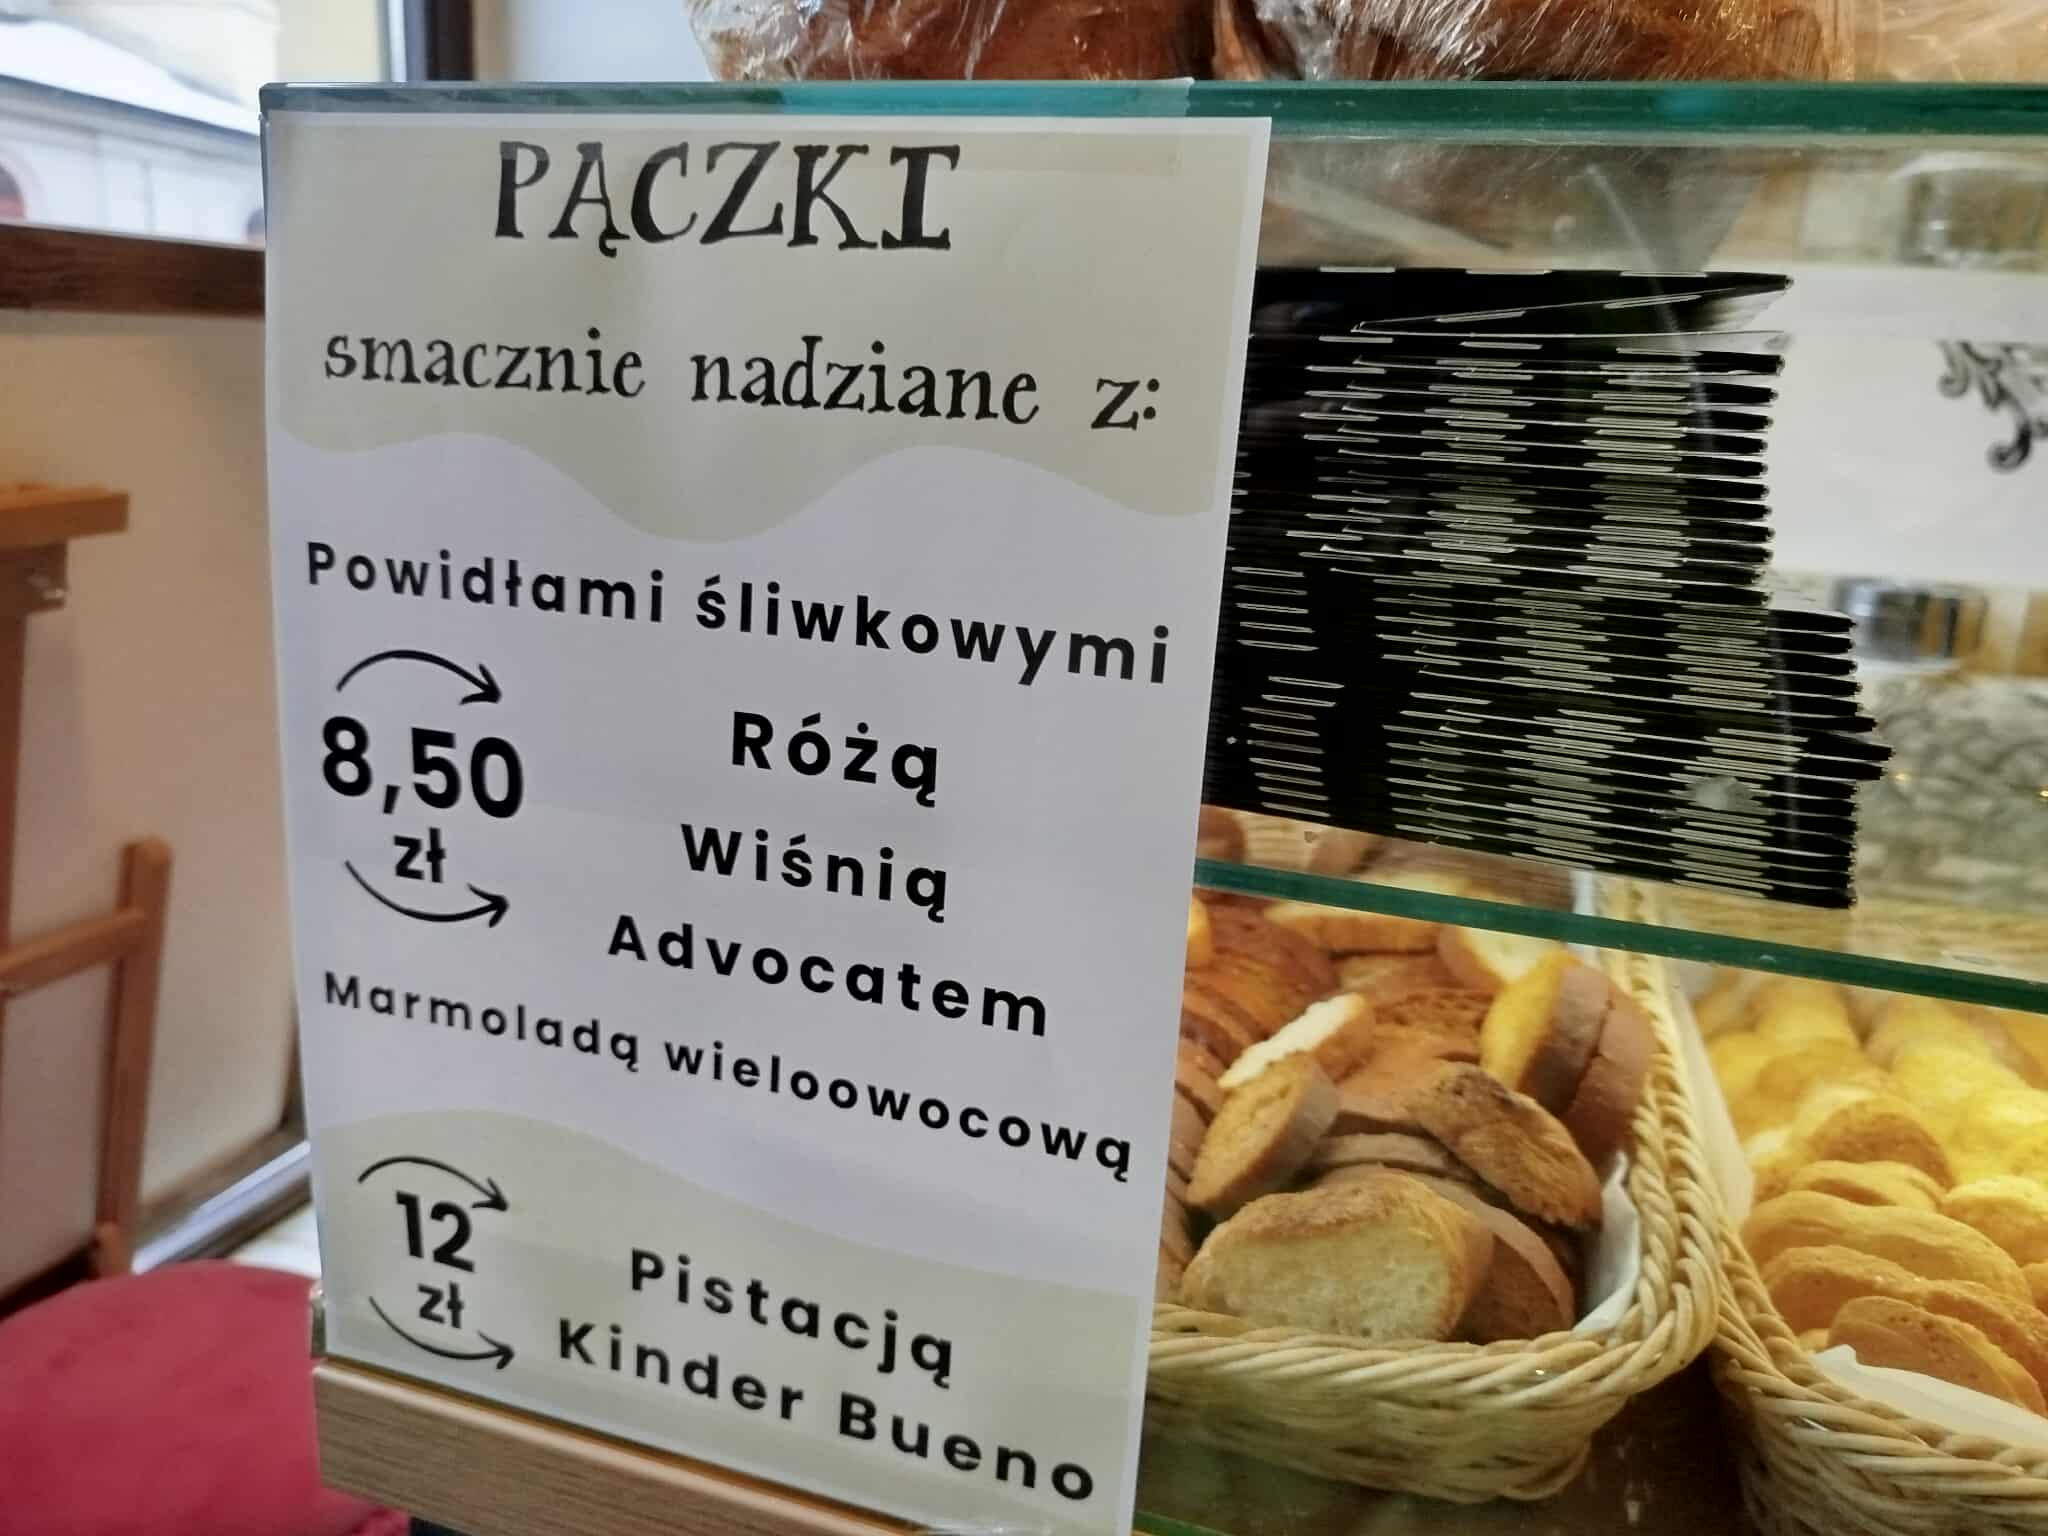 PĄCZKI
smacznie nadziane z:
Powidłami śliwkowymi
8,50
zł
Różą
Wiśnią
Advocatem
Marmoladą wieloowocową
12
zł
Pistacją
Kinder Bueno